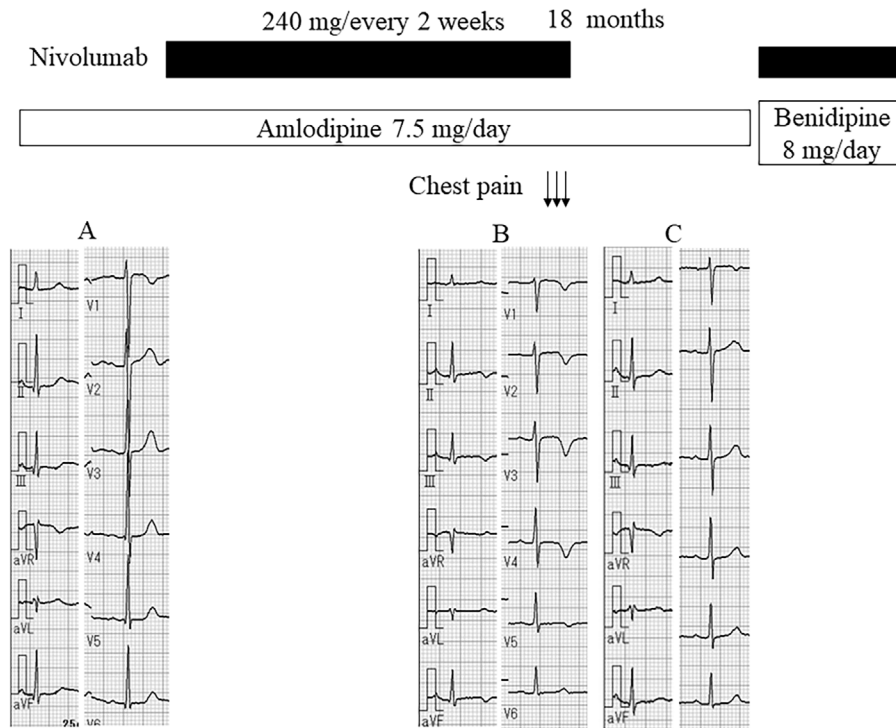 240 mg/every 2 weeks 18 months
Nivolumab
Amlodipine 7.5 mg/day
Benidipine
8 mg/day
Chest pain
A
B
C
I
II
III
aVR
aVL
aVF
V1
V2
V3
V4
V5
V6
25
I
II
III
aVR
aVL
aVF
V1
V2
V3
V4
V5
V6
I
II
III
aVR
aVL
aVF